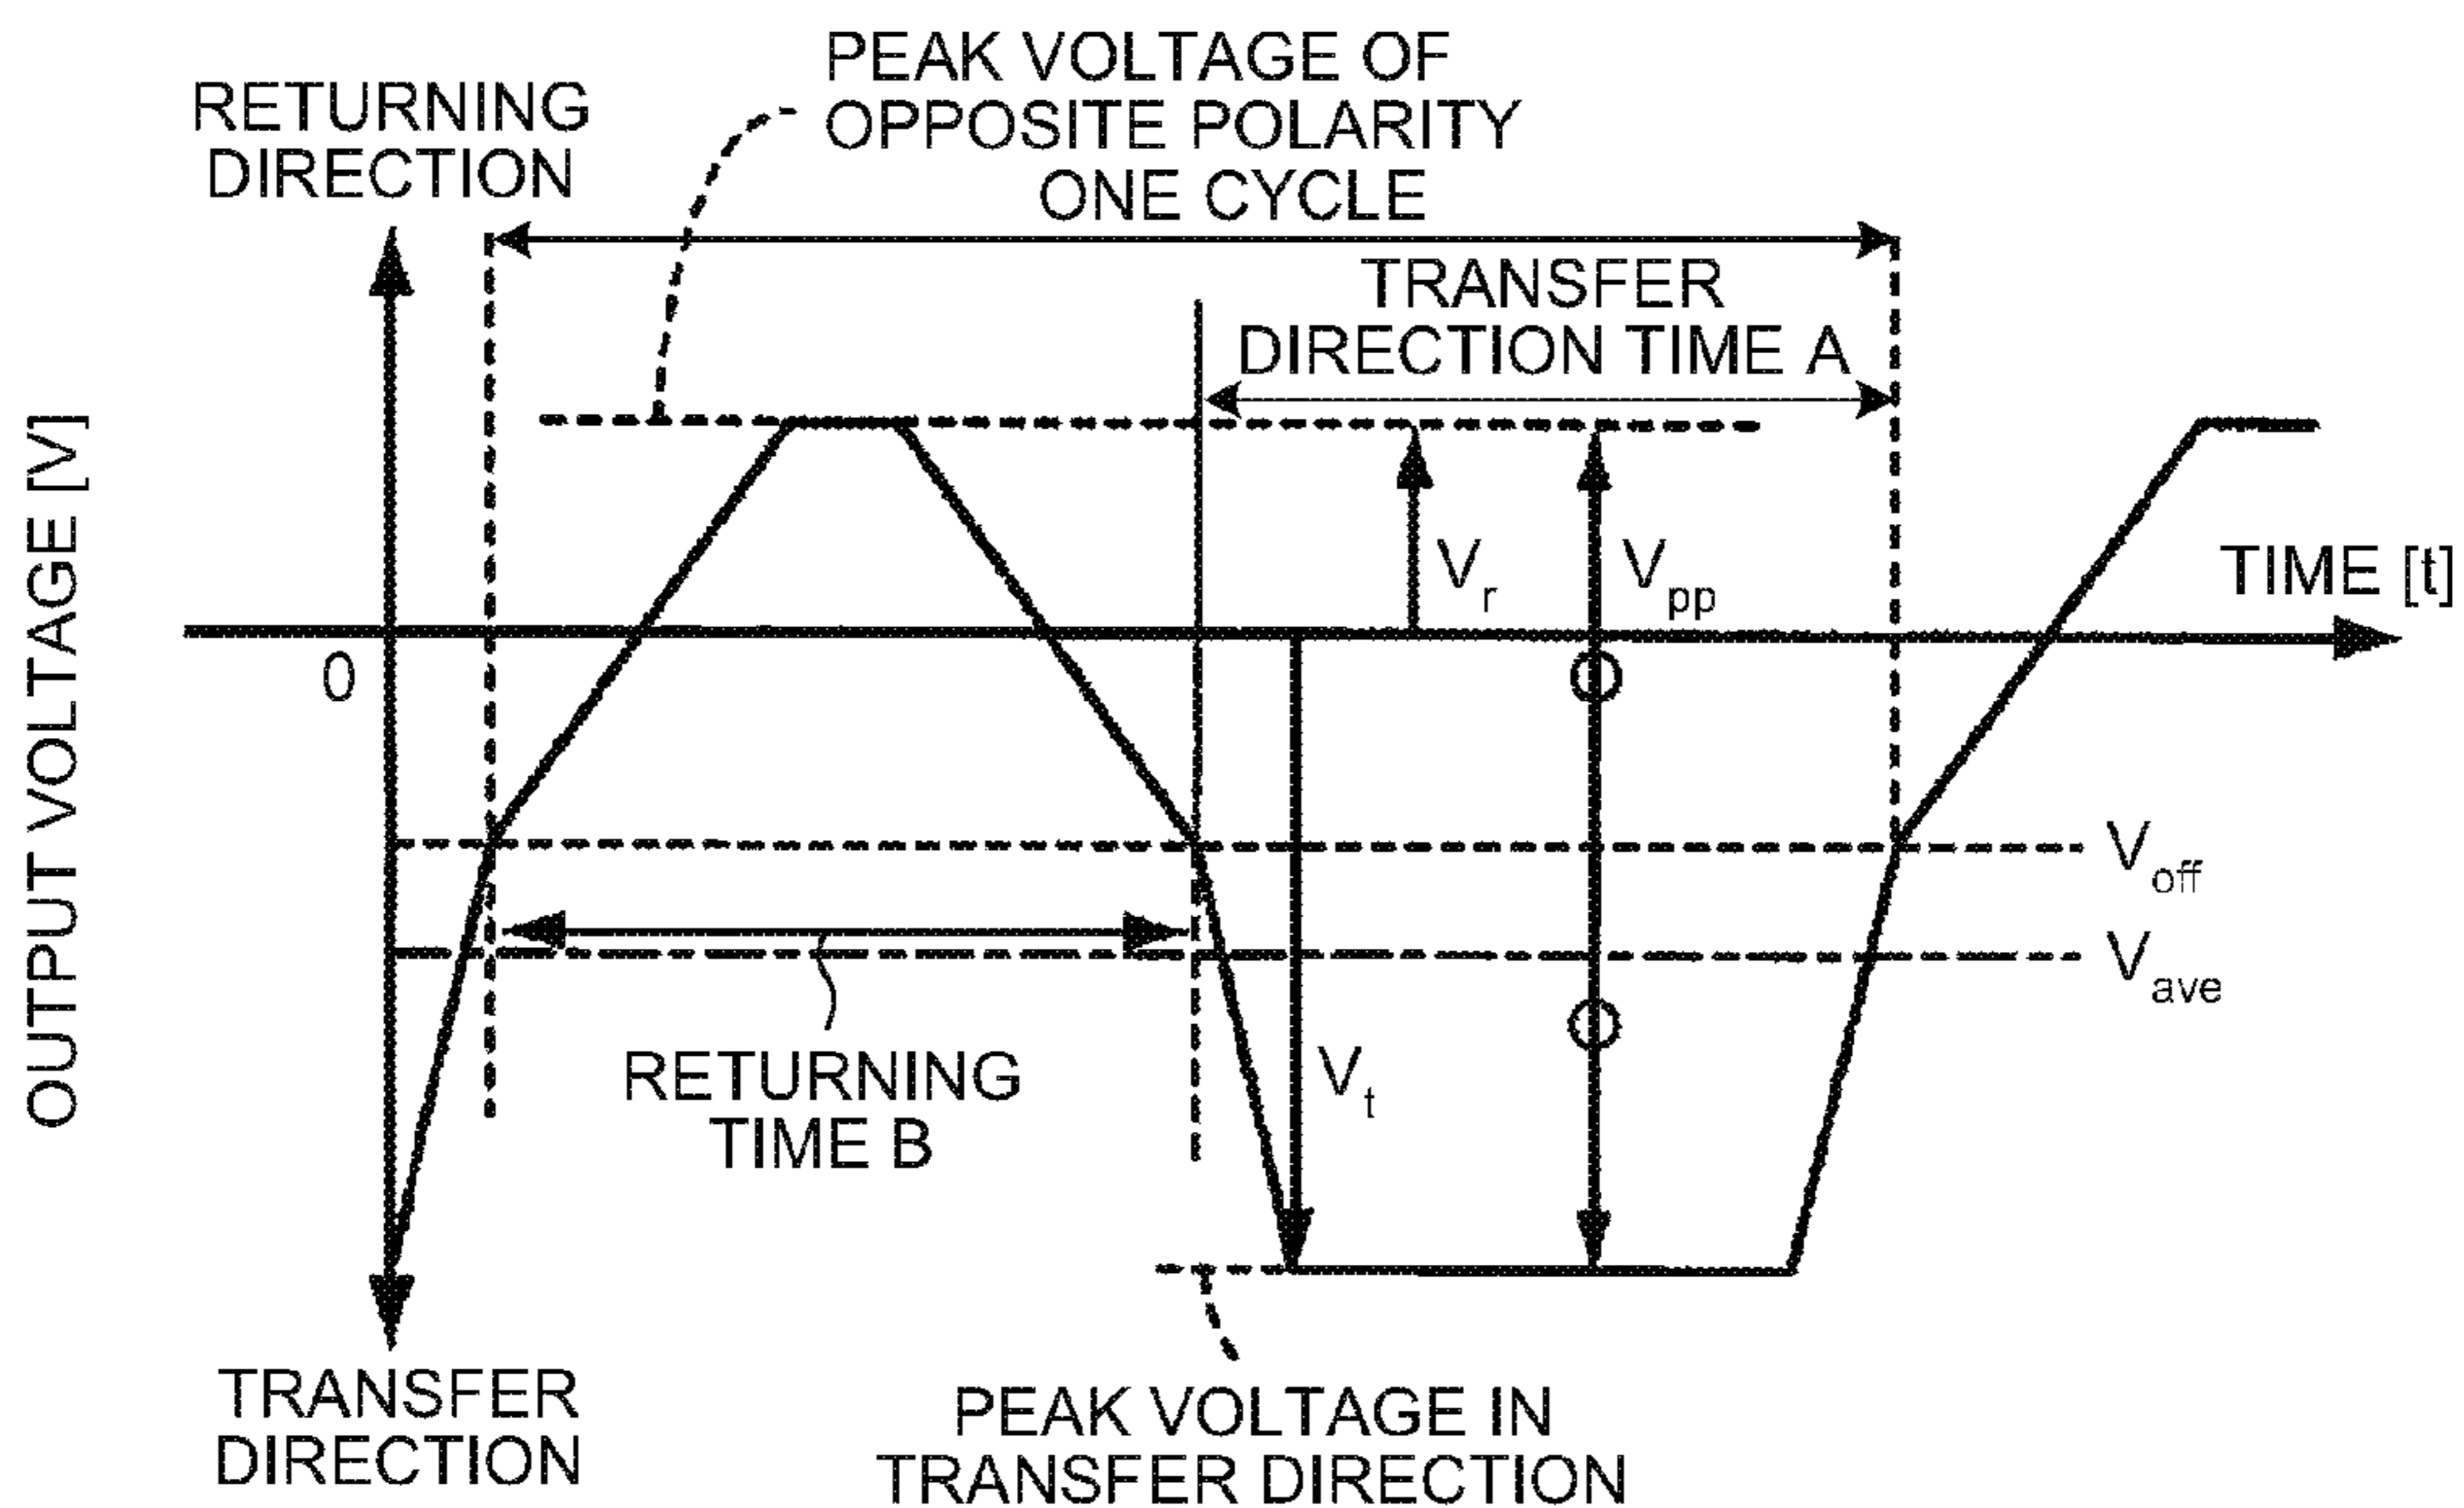 PEAK VOLTAGE OF
OPPOSITE POLARITY
RETURNING
DIRECTION
ONE CYCLE
TRANSFER
DIRECTION TIME A
OUTPUT VOLTAGE [V]
Vr
Vpp
TIME [t]
0
Voff
Vave
RETURNING
TIME B
Vt
TRANSFER
DIRECTION
PEAK VOLTAGE IN
TRANSFER DIRECTION